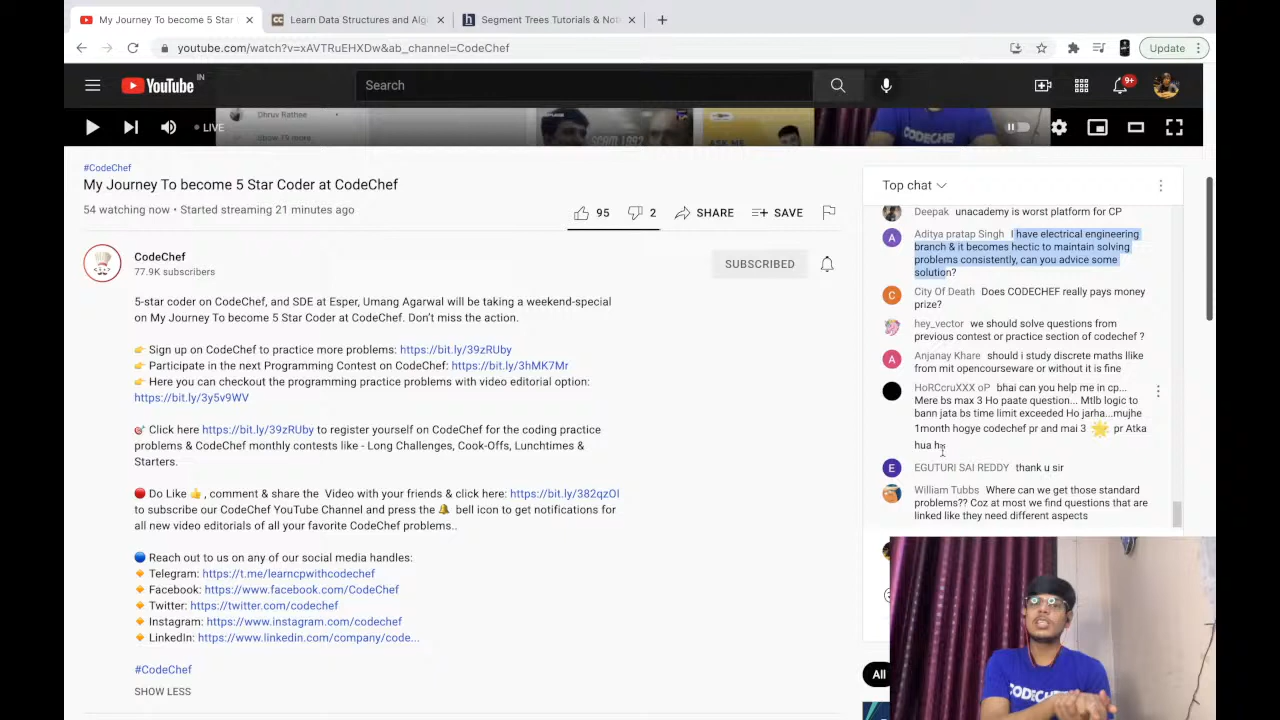 My Journey To become 5 Star
Learn Data Structures and Alg
Segment Trees Tutorials & Not
youtube.com/watch?v=xAVTRuEHXDw&ab_channel=CodeChef
Update
YouTube IN
Search
9+
Dhruv Rathee
Show 39 more
SCAM 1992
ASK ME
CODECHEF
LIVE
#CodeChef
My Journey To become 5 Star Coder at CodeChef
54 watching now • Started streaming 21 minutes ago
95
2
SHARE
SAVE
CodeChef
77.9K subscribers
SUBSCRIBED
5-star coder on CodeChef, and SDE at Esper, Umang Agarwal will be taking a weekend-special
on My Journey To become 5 Star Coder at CodeChef. Don't miss the action.
👉 Sign up on CodeChef to practice more problems: https://bit.ly/39zRUby
👉 Participate in the next Programming Contest on CodeChef: https://bit.ly/3hMK7Mr
👉 Here you can checkout the programming practice problems with video editorial option:
https://bit.ly/3y5v9WV
🎯 Click here https://bit.ly/39zRUby to register yourself on CodeChef for the coding practice
problems & CodeChef monthly contests like - Long Challenges, Cook-Offs, Lunchtimes &
Starters.
🔴 Do Like 👍, comment & share the Video with your friends & click here: https://bit.ly/382qzOI
to subscribe our CodeChef YouTube Channel and press the 🔔 bell icon to get notifications for
all new video editorials of all your favorite CodeChef problems..
🔵 Reach out to us on any of our social media handles:
🔸 Telegram: https://t.me/learncpwithcodechef
🔸 Facebook: https://www.facebook.com/CodeChef
🔸 Twitter: https://twitter.com/codechef
🔸 Instagram: https://www.instagram.com/codechef
🔸 LinkedIn: https://www.linkedin.com/company/code...
#CodeChef
SHOW LESS
Top chat
Deepak unacademy is worst platform for CP
A
Aditya pratap Singh I have electrical engineering
branch & it becomes hectic to maintain solving
problems consistently, can you advice some
solution?
C
City Of Death Does CODECHEF really pays money
prize?
hey_vector we should solve questions from
previous contest or practice section of codechef ?
A
Anjanay Khare should i study discrete maths llike
from mit opencourseware or without it is fine
HoRCcruXXX oP bhai can you help me in cp...
Mere bs max 3 Ho paate question... Mtlb logic to
bann jata bs time limit exceeded Ho jarha...mujhe
1month hogye codechef pr and mai 3 🌟 pr Atka
hua
E
EGUTURI SAI REDDY thank u sir
William Tubbs Where can we get those standard
problems?? Coz at most we find questions that are
linked like they need different aspects
All
CODECHEF